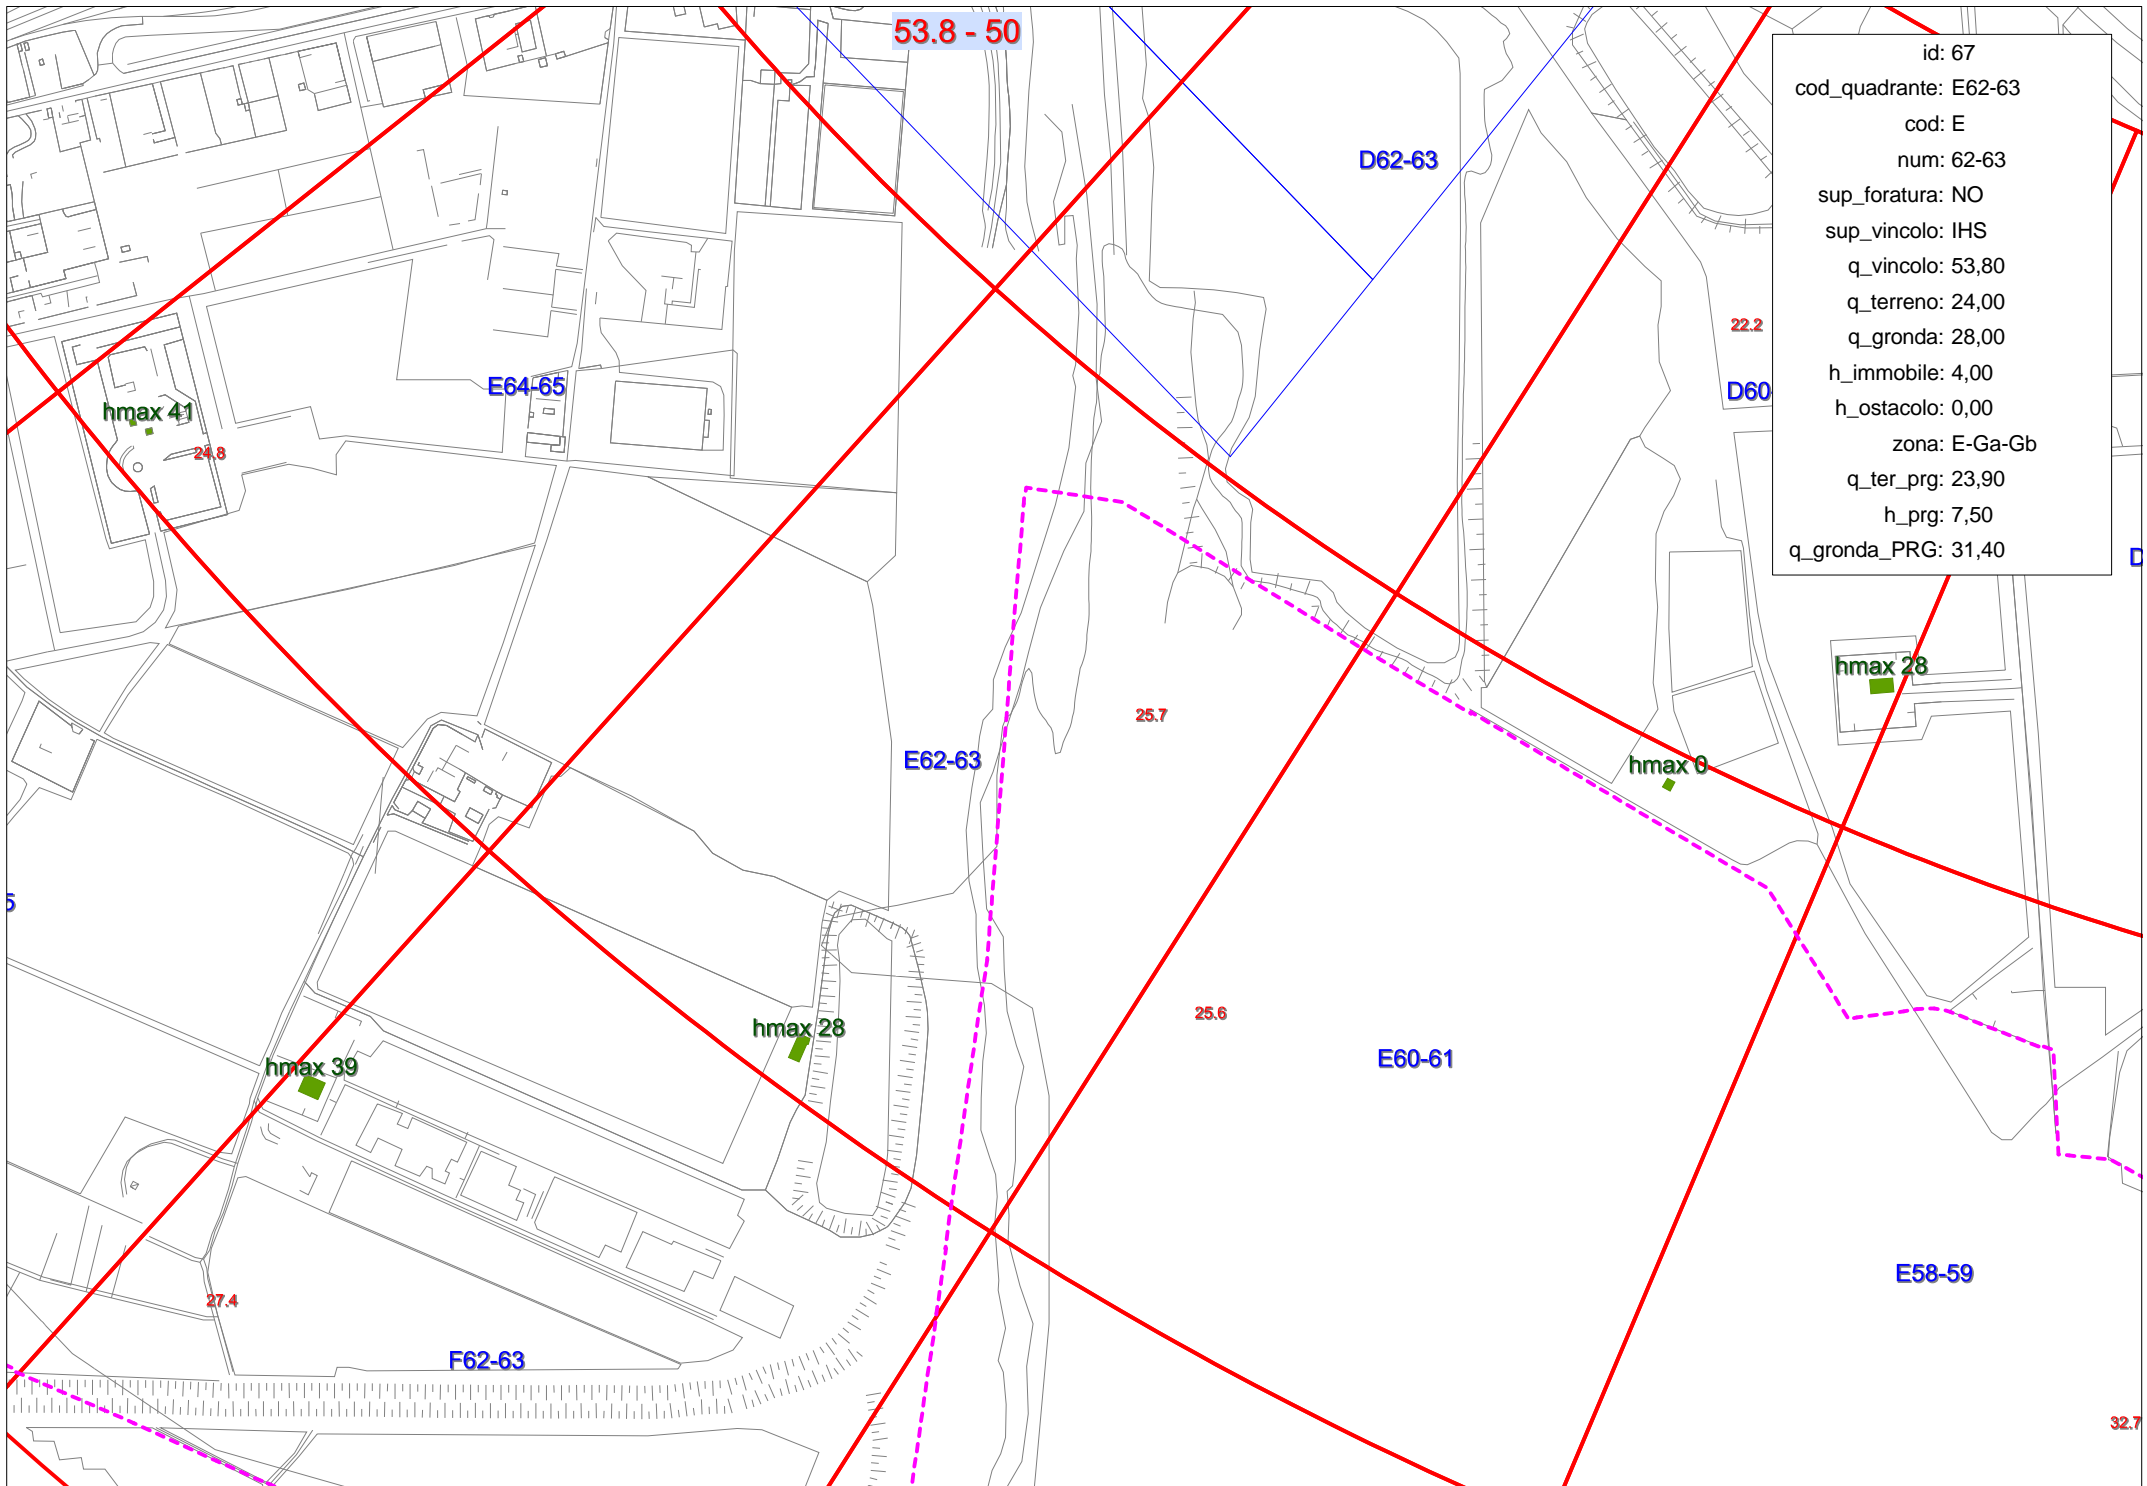 53.8 - 50
id: 67
cod_quadrante: E62-63
cod: E
num: 62-63
sup_foratura: NO
sup_vincolo: IHS
q_vincolo: 53,80
q_terreno: 24,00
q_gronda: 28,00
h_immobile: 4,00
h_ostacolo: 0,00
zona: E-Ga-Gb
q_ter_prg: 23,90
h_prg: 7,50
q_gronda_PRG: 31,40
D62-63
22.2
E64-65
D60-
hmax 41
24.8
D
hmax 28
25.7
E62-63
hmax 0
5
25.6
hmax 28
E60-61
hmax 39
E58-59
27.4
F62-63
32.7